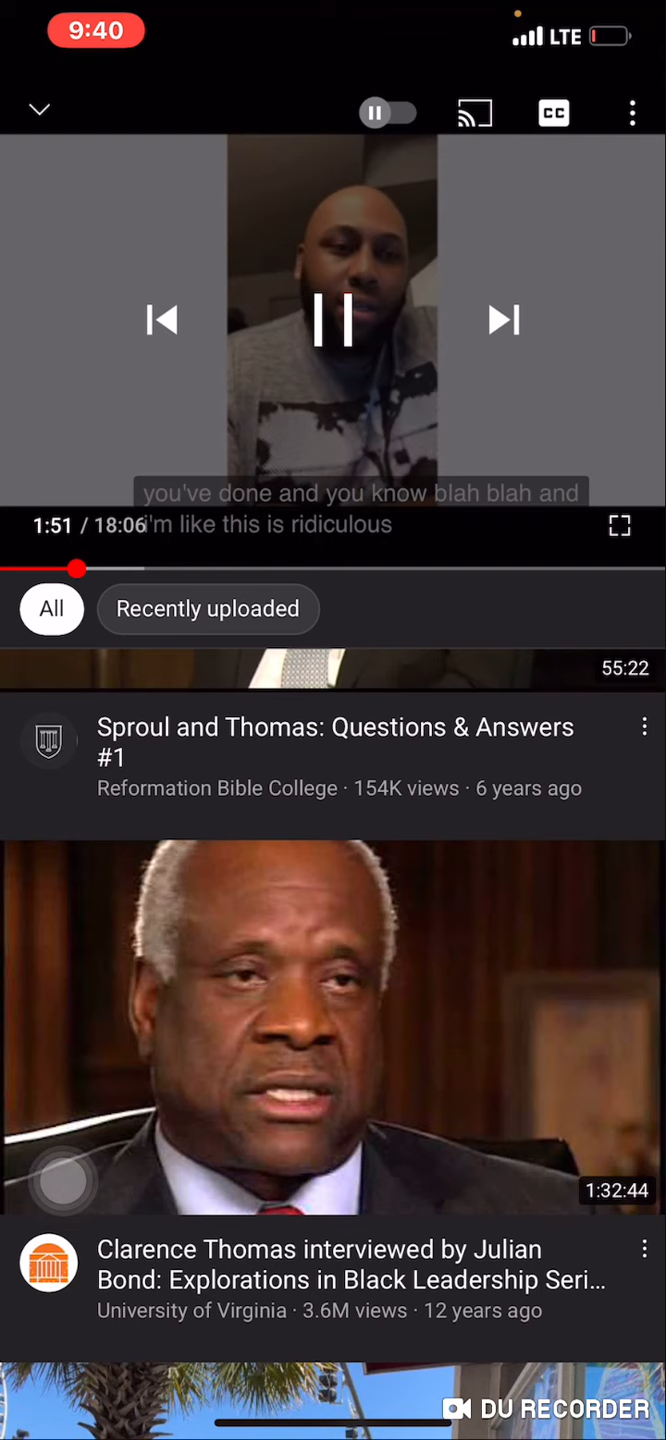 9:40
LTE
CC
you've done and you know blah blah and
1:51 / 18:06
i'm like this is ridiculous
All
Recently uploaded
55:22
Sproul and Thomas: Questions & Answers
#1
Reformation Bible College · 154K views · 6 years ago
1:32:44
Clarence Thomas interviewed by Julian
Bond: Explorations in Black Leadership Seri...
University of Virginia · 3.6M views · 12 years ago
DU RECORDER